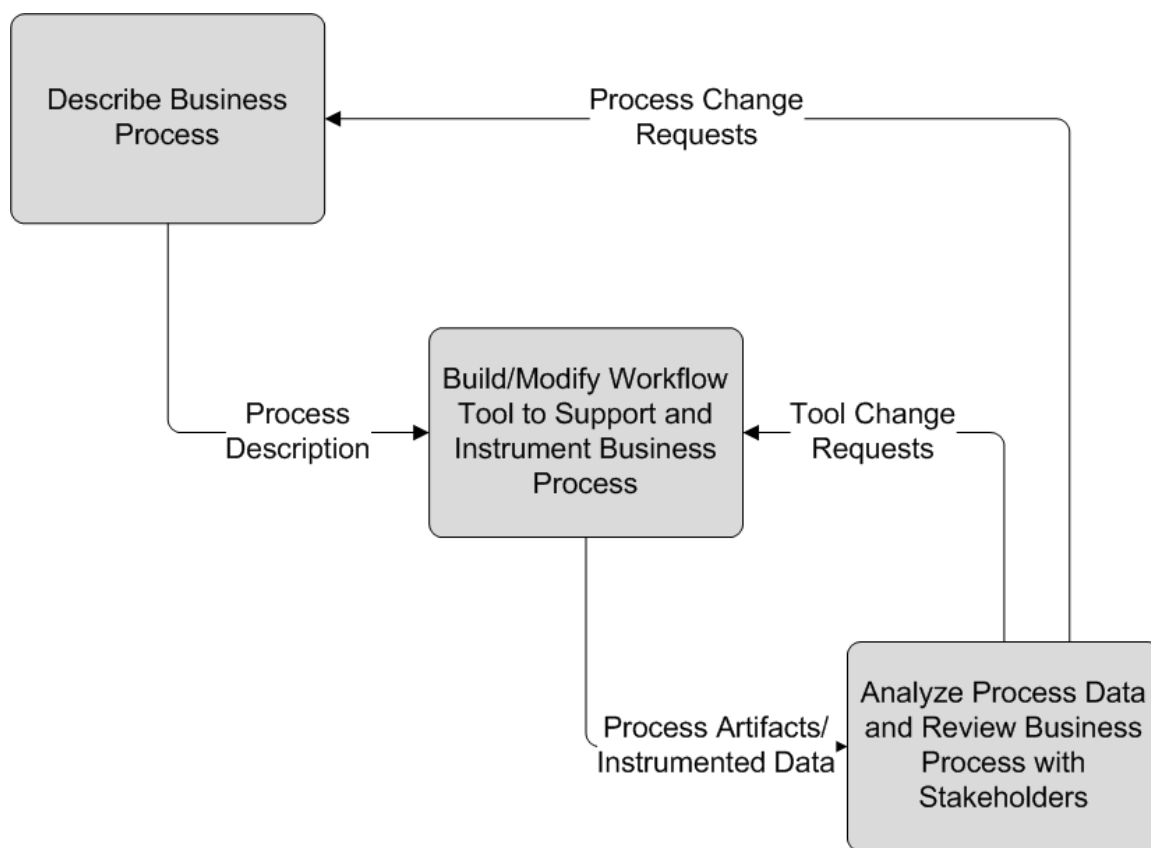 Describe Business
Process
Process Change
Requests
Process
Description
Build/Modify Workflow
Tool to Support and
Instrument Business
Process
Tool Change
Requests
Process Artifacts/
Instrumented Data
Analyze Process Data
and Review Business
Process with
Stakeholders